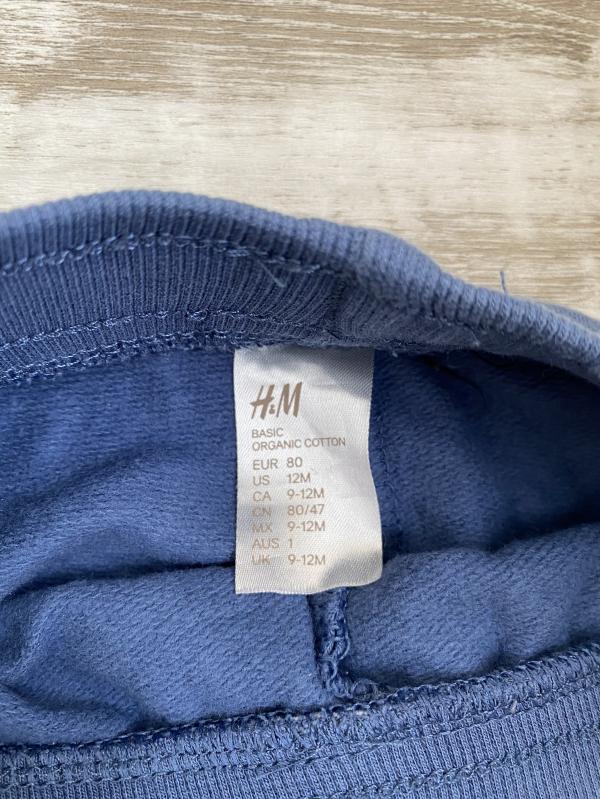 H&M
BASIC
ORGANIC COTTON
EUR 80
US 12M
CA 9-12M
CN 80/47
MX 9-12M
AUS 1
UK 9-12M